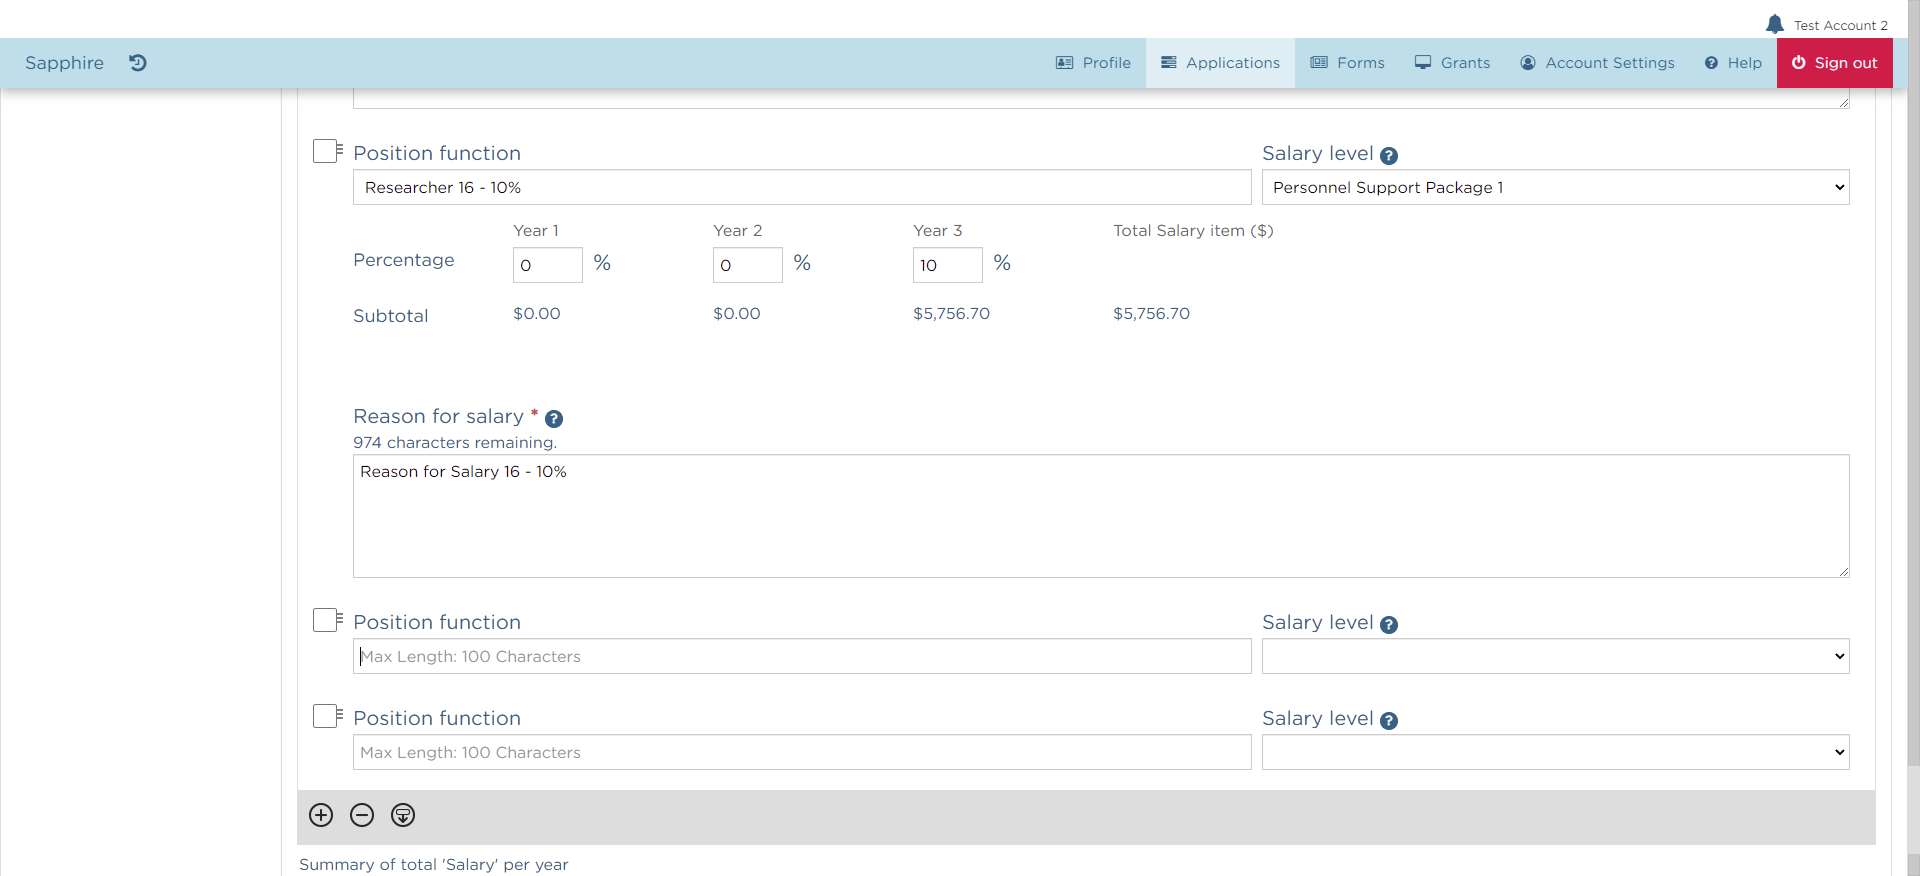 Test Account 2
Sapphire Profile Applications Forms Grants Account Settings Help Sign out
Position function Salary level ?
Researcher 16 - 10% Personnel Support Package 1
Year 1 Year 2 Year 3 Total Salary item ($)
Percentage 0 % 0 % 10 %
Subtotal $0.00 $0.00 $5,756.70 $5,756.70
Reason for salary * ?
974 characters remaining.
Reason for Salary 16 - 10%
Position function Salary level ?
Max Length: 100 Characters
Position function Salary level ?
Max Length: 100 Characters
Summary of total 'Salary' per year